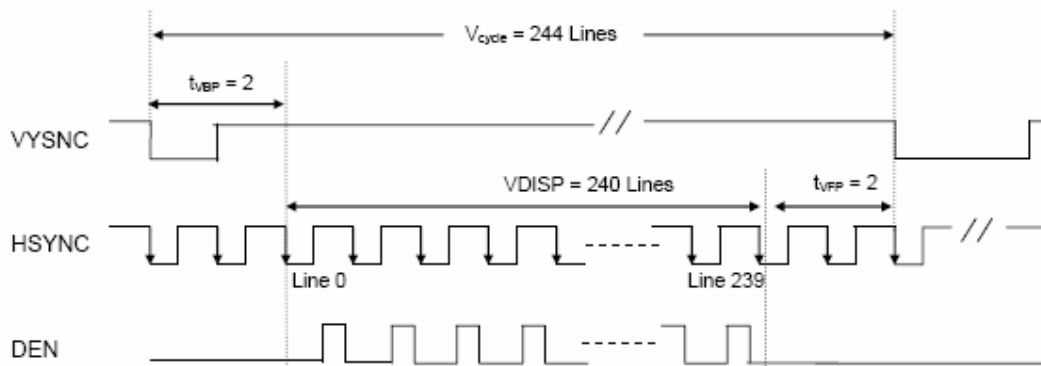 Vcycle = 244 Lines
tVBP = 2
VYSNC
//
VDISP = 240 Lines
tVFP = 2
HSYNC
//
Line 0
Line 239
DEN